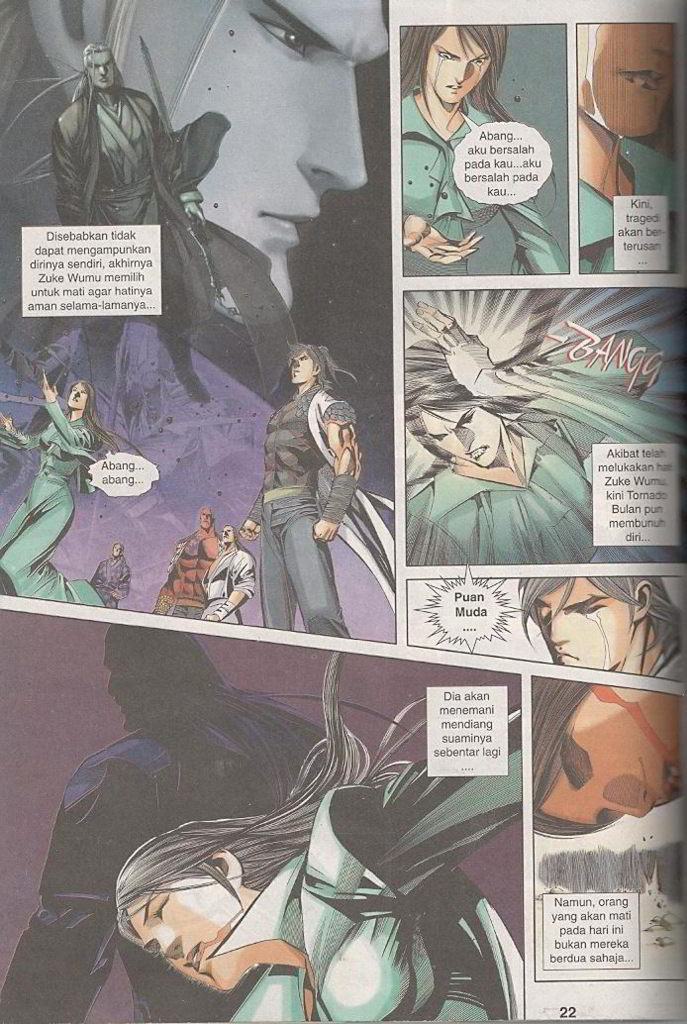 Disebabkan tidak
dapat mengampunkan
dirinya sendiri, akhirnya
Zuke Wumu memilih
untuk mati agar hatinya
aman selama-lamanya...
Abang...
abang...
Abang...
aku bersalah
pada kau...aku
bersalah pada
kau...
Kini,
tragedi
akan ber-
terusan
...
BANGG
Akibat telah
melukakan
Zuke Wumu,
kini Tornado
Bulan pun
membunuh
diri...
Puan
Muda
....
Dia akan
menemani
mendiang
suaminya
sebentar lagi
....
Namun, orang
yang akan mati
pada hari ini
bukan mereka
berdua sahaja...
22